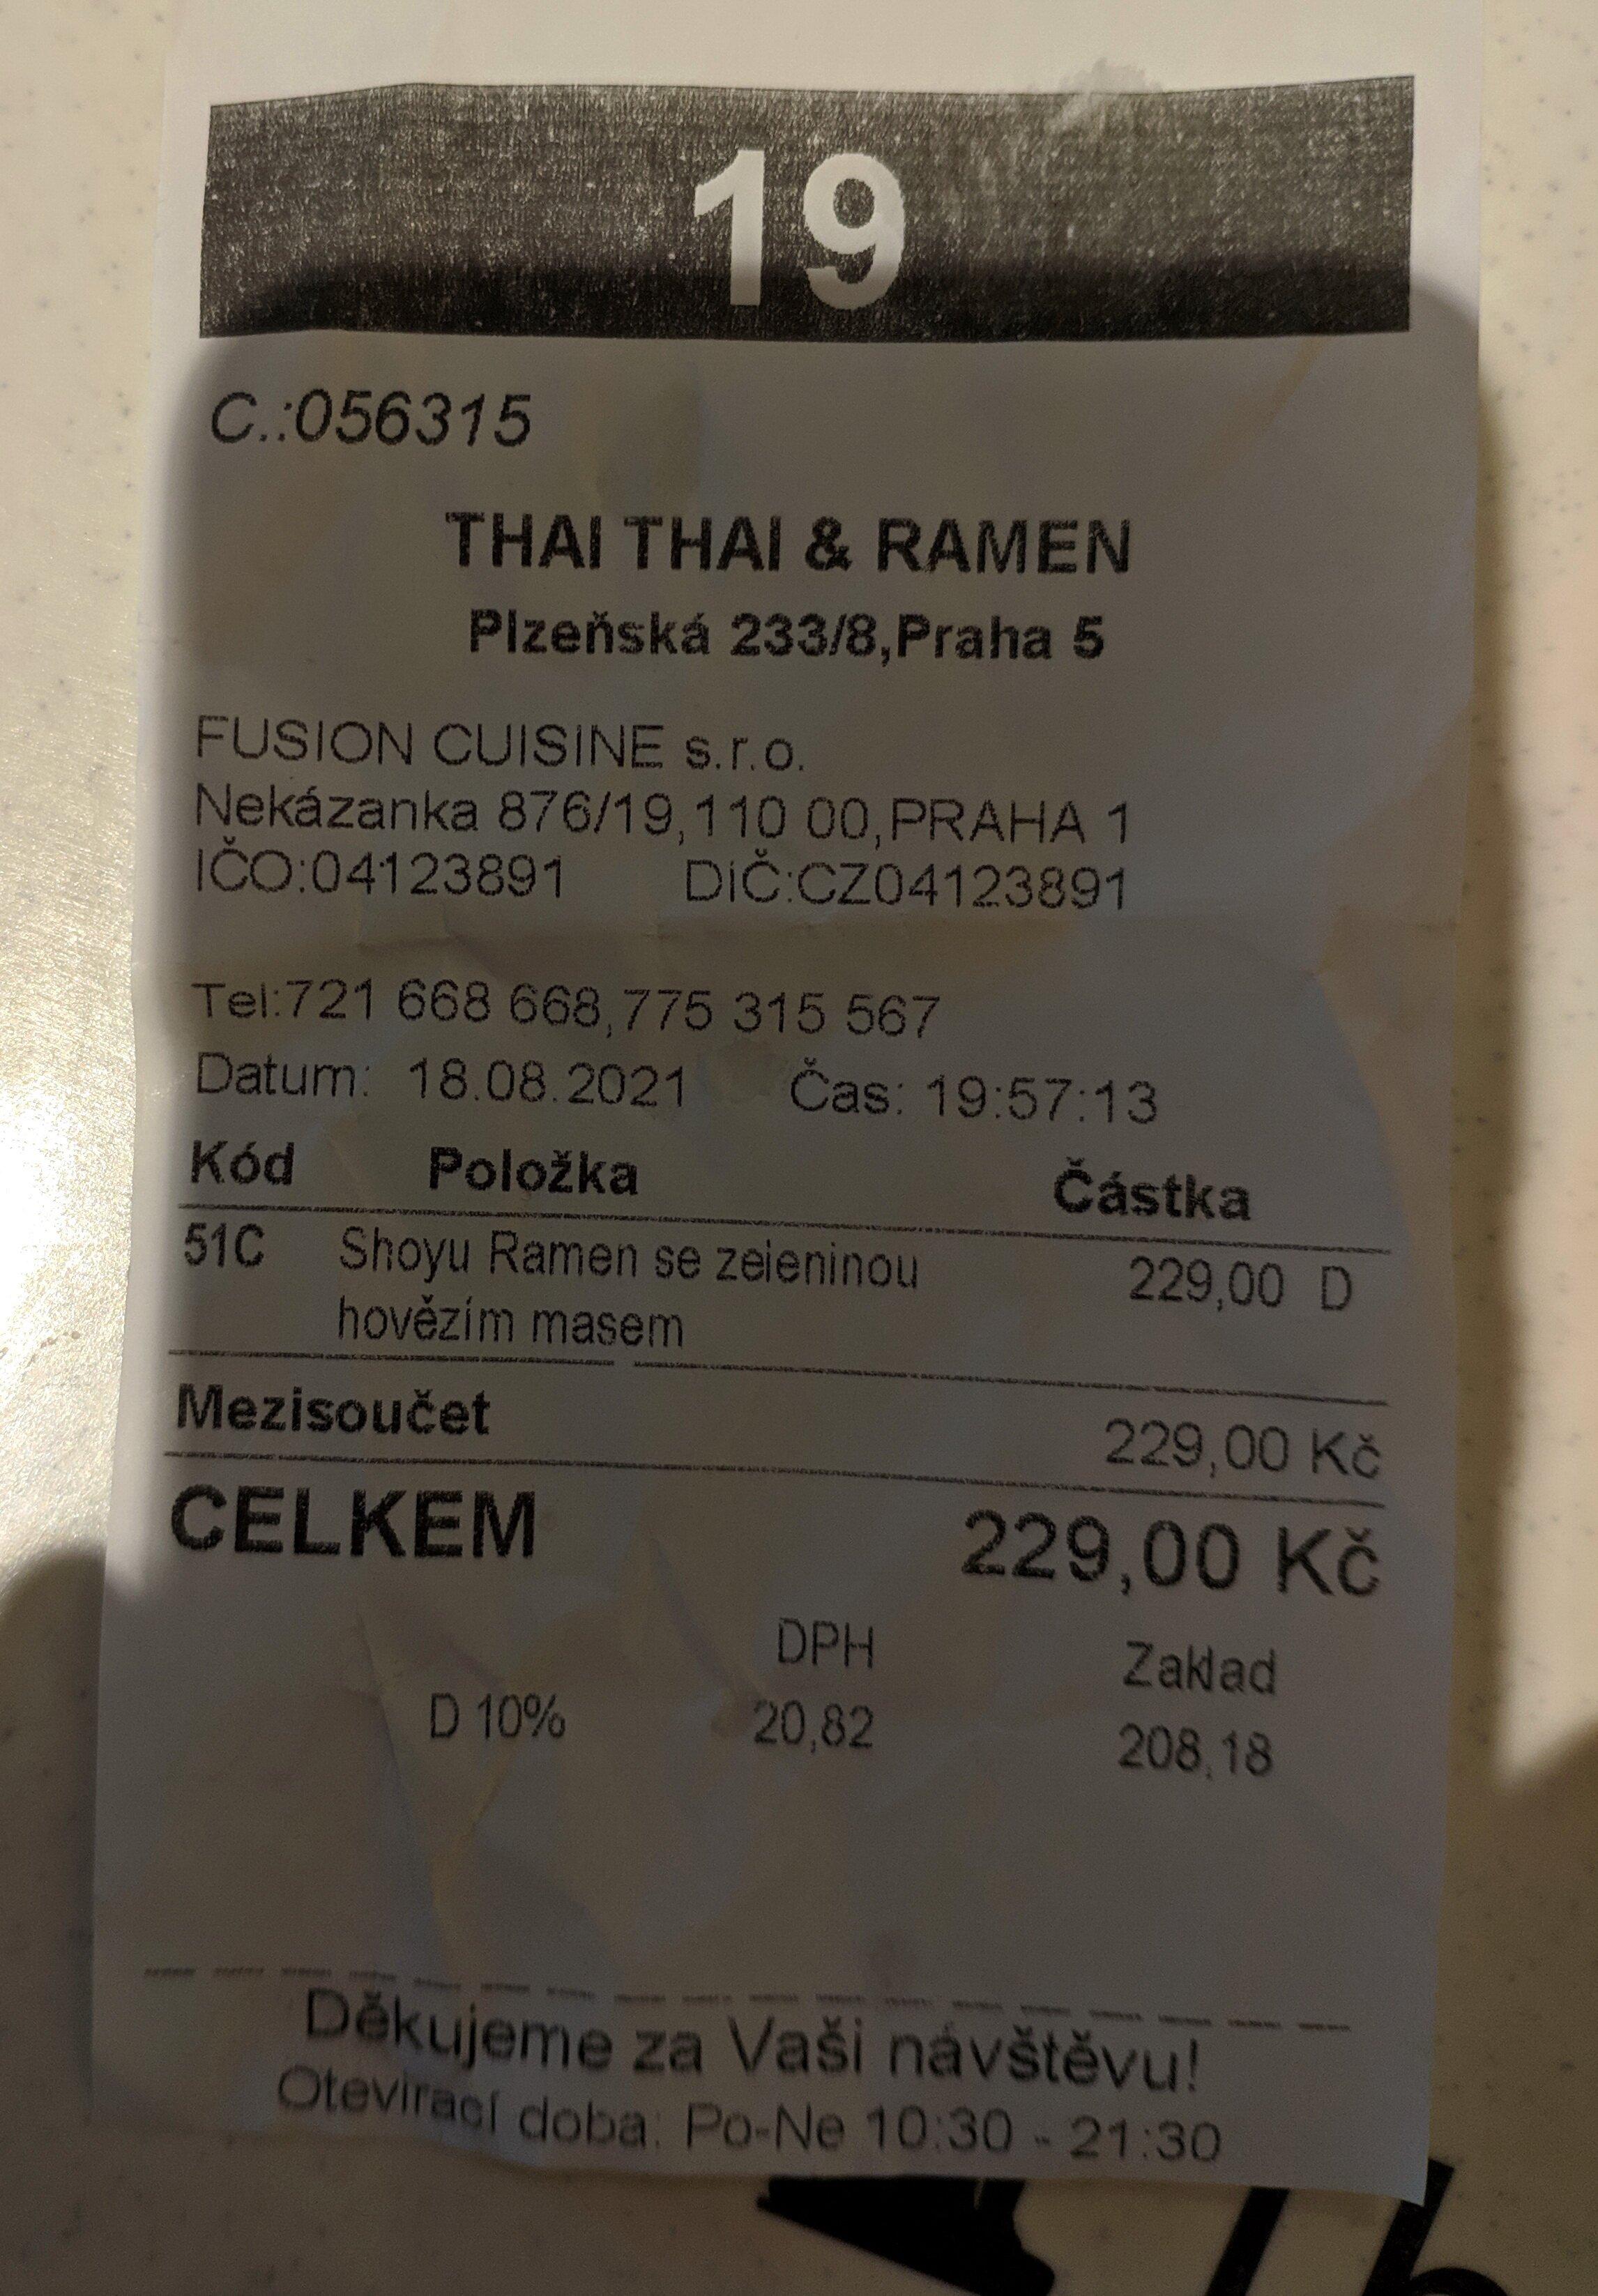 19
C.:056315
THAI THAI & RAMEN
Plzeňská 233/8,Praha 5
FUSION CUISINE s.r.o.
Nekázanka 876/19,110 00,PRAHA 1
IČO:04123891 DIČ:CZ04123891
Tel:721 668 668,775 315 567
Datum: 18.08.2021 Čas: 19:57:13
Kód Položka Částka
51C Shoyu Ramen se zeleninou 229,00 D
hovězím masem
Mezisoučet 229,00 Kč
CELKEM 229,00 Kč
DPH Zaklad
D 10% 20,82 208,18
Děkujeme za Vaši návštěvu!
Otevírací doba: Po-Ne 10:30 - 21:30